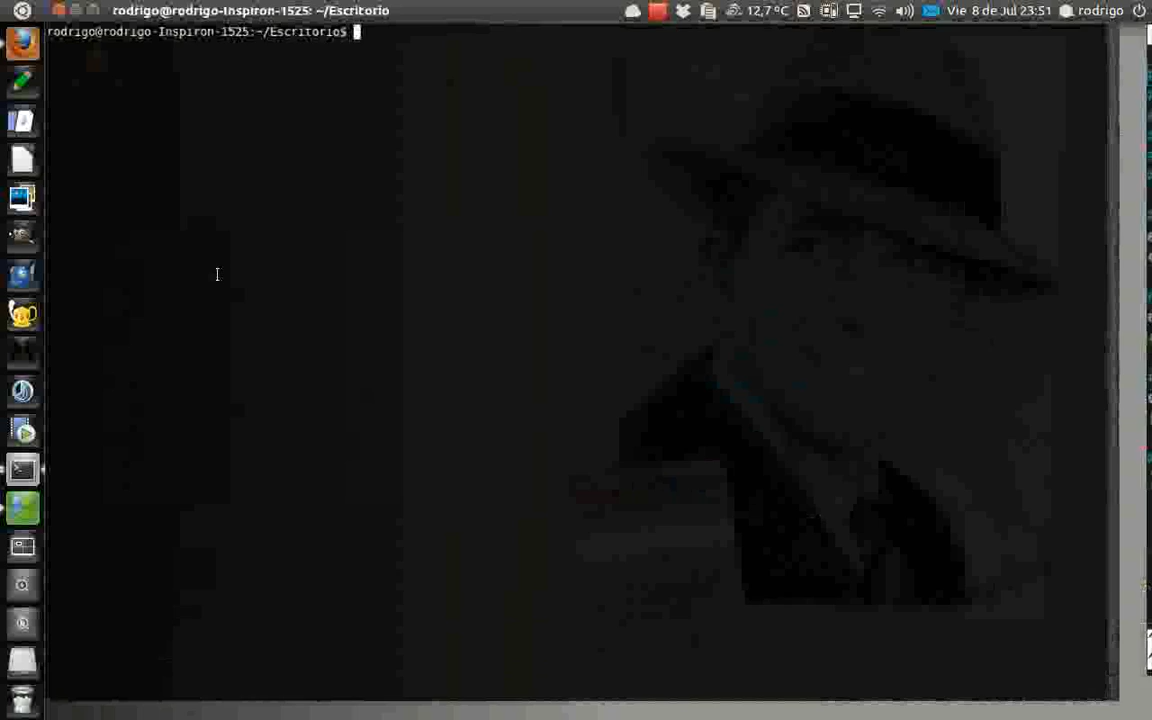 rodrigo@rodrigo-Inspiron-1525: ~/Escritorio
12,7 ºC
Vie 8 de Jul 23:51
rodrigo
rodrigo@rodrigo-Inspiron-1525:~/Escritorio$